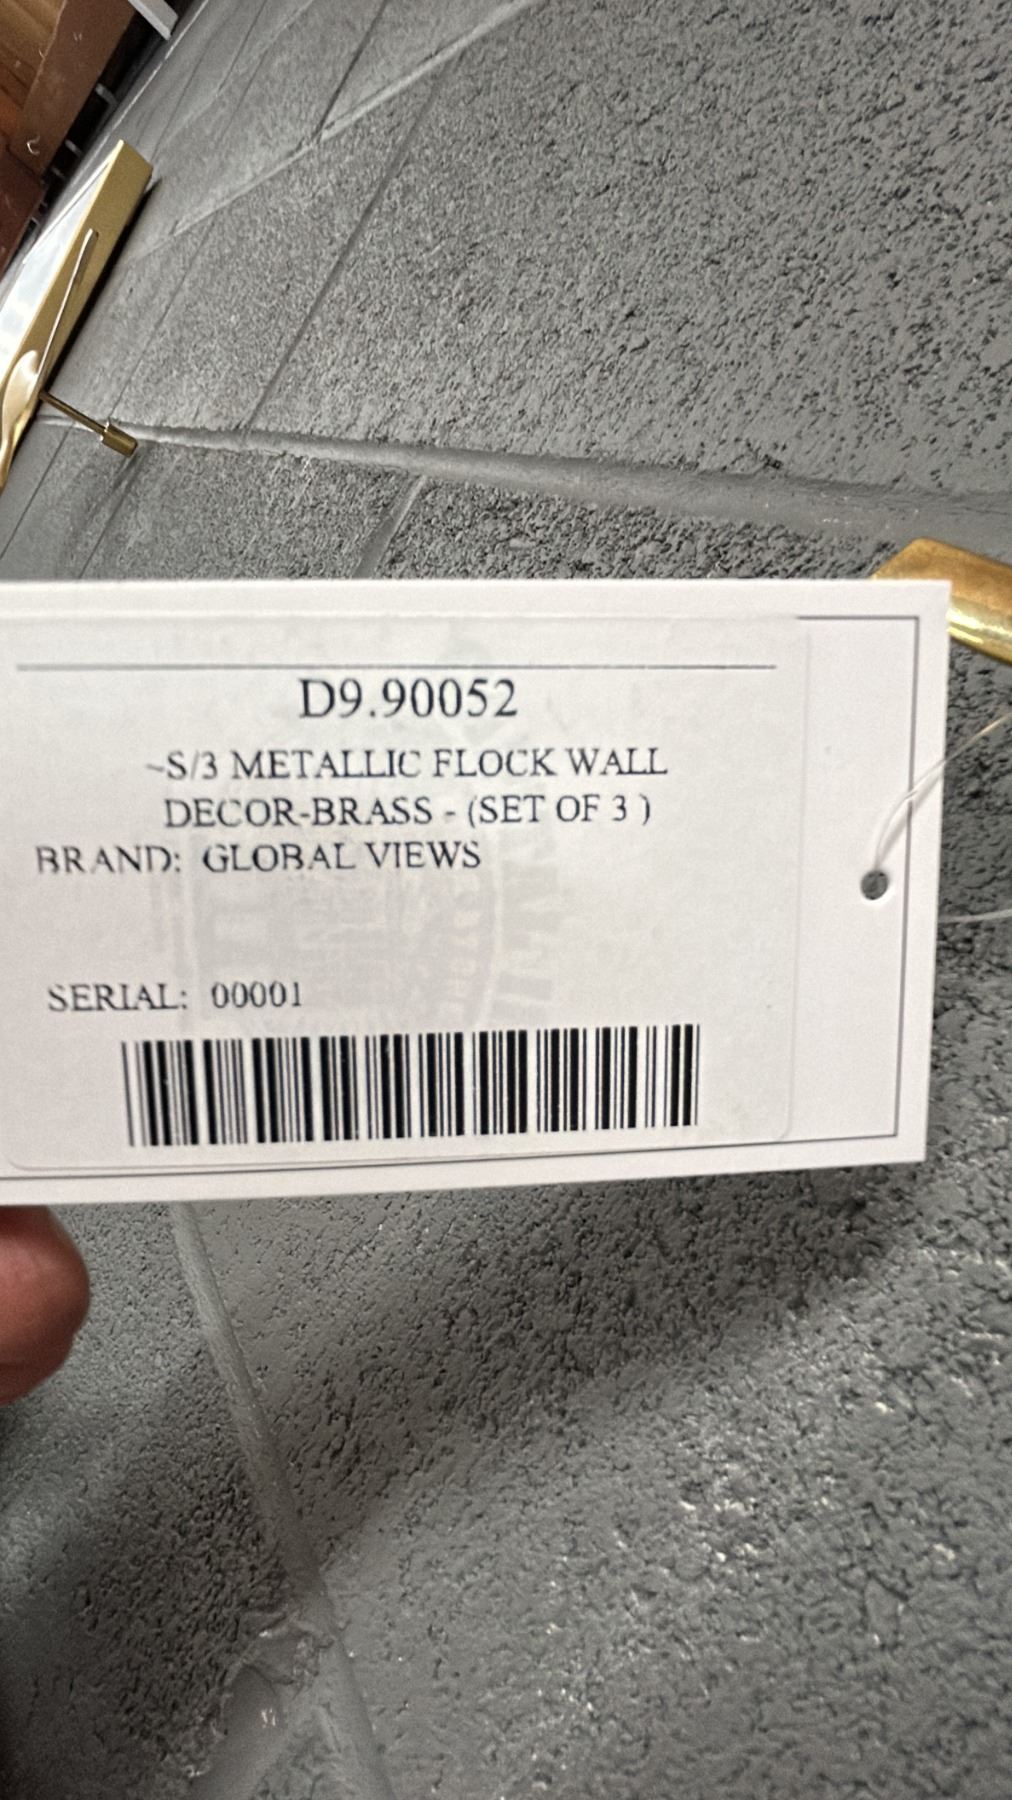 D9.90052
~S/3 METALLIC FLOCK WALL
DECOR-BRASS - (SET OF 3 )
BRAND: GLOBAL VIEWS
SERIAL: 00001